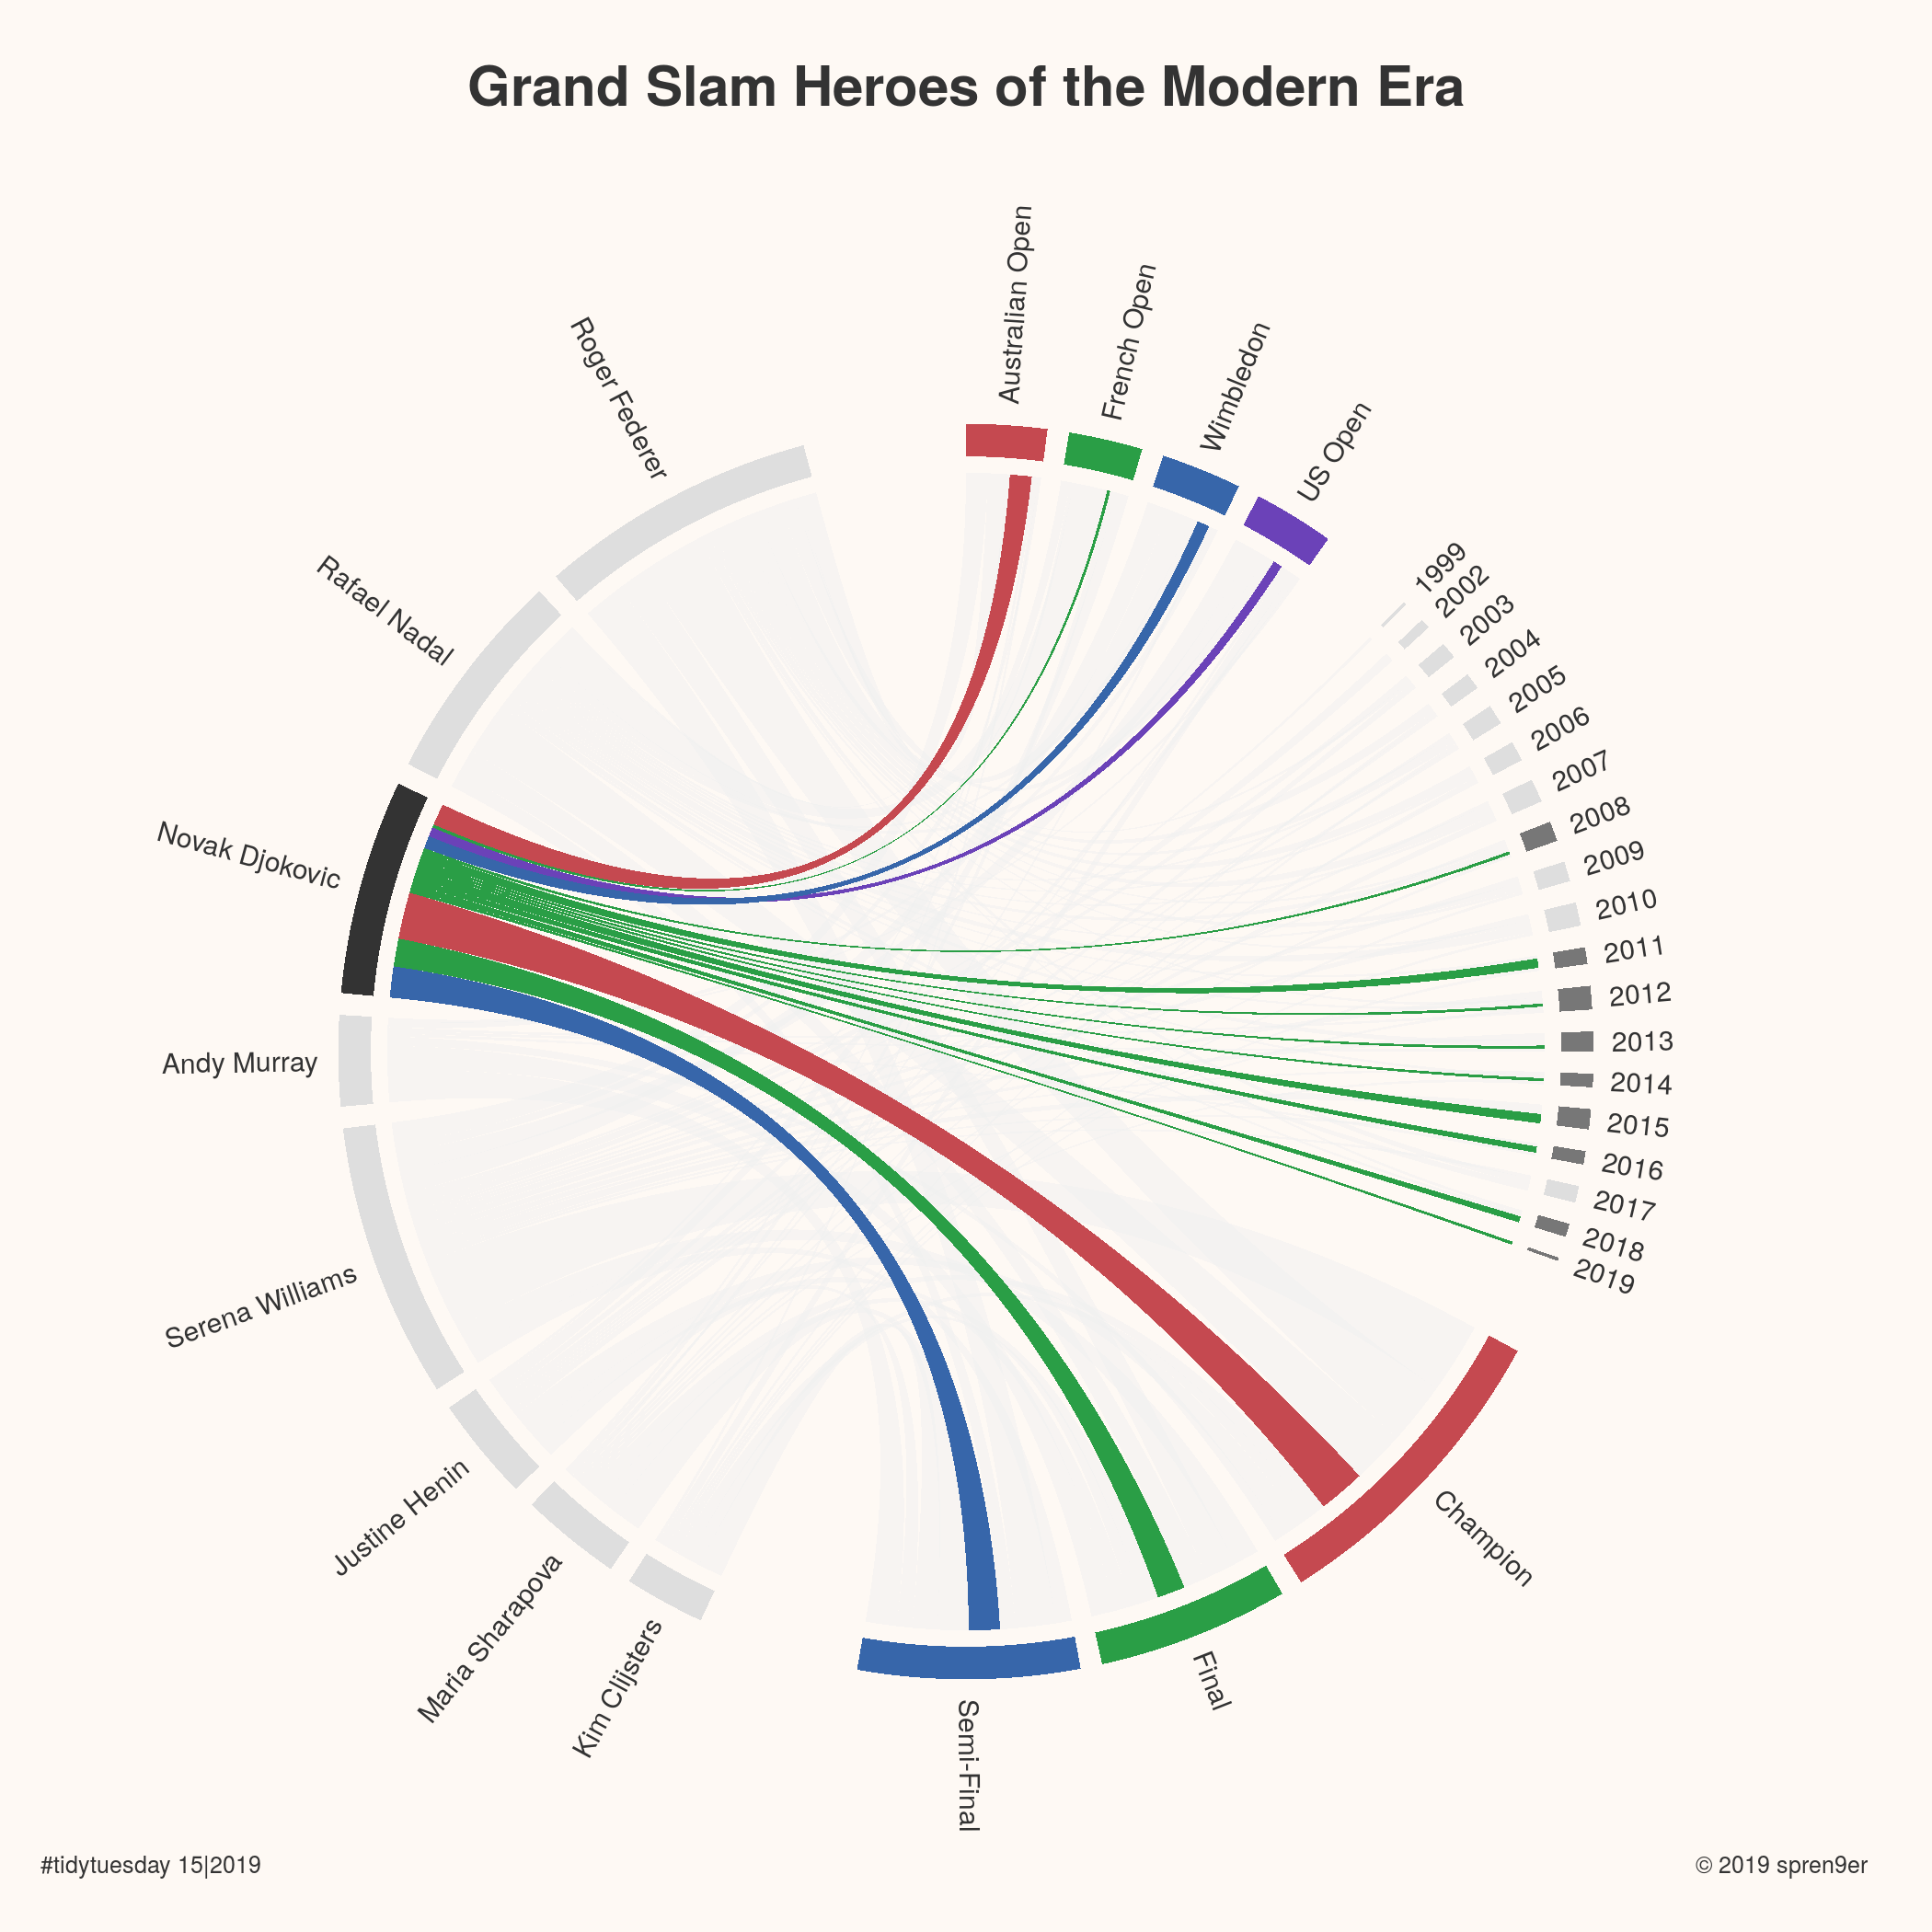 Grand Slam Heroes of the Modern Era
Australian Open
French Open
Wimbledon
US Open
1999
2002
2003
2004
2005
2006
2007
2008
2009
2010
2011
2012
2013
2014
2015
2016
2017
2018
2019
Champion
Final
Semi-Final
Kim Clijsters
Maria Sharapova
Justine Henin
Serena Williams
Andy Murray
Novak Djokovic
Rafael Nadal
Roger Federer
#tidytuesday 15|2019
© 2019 spren9er